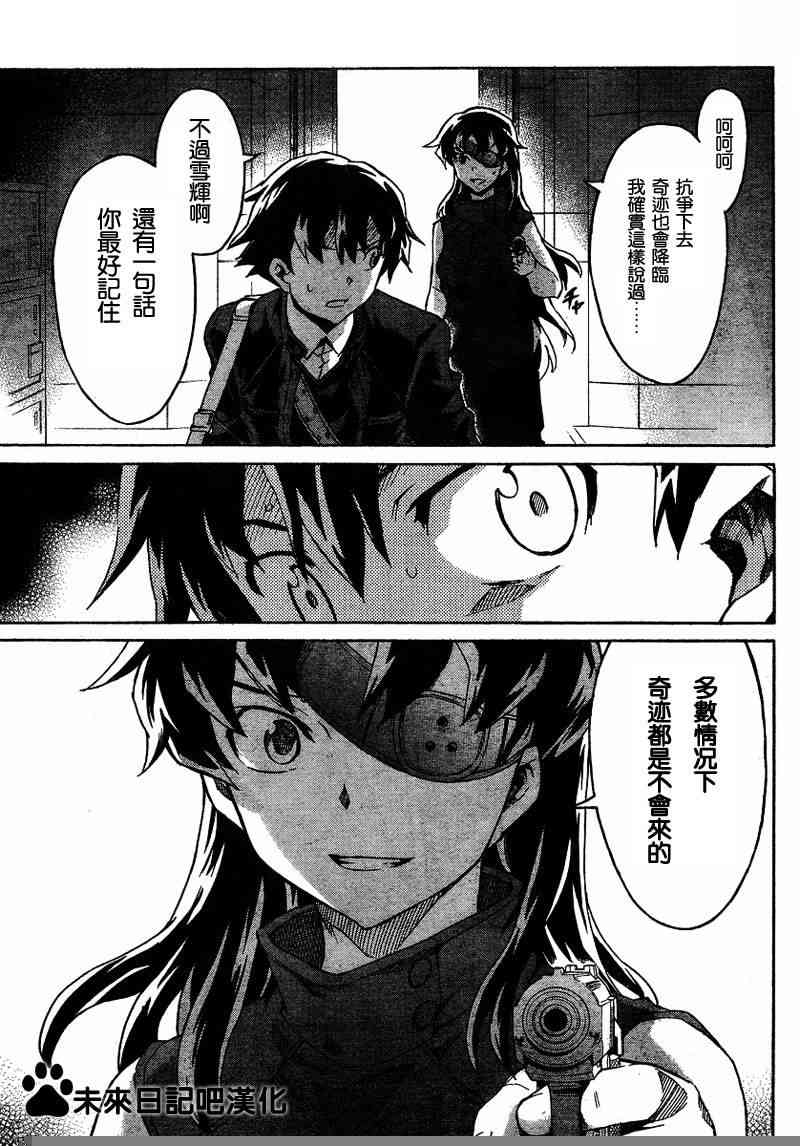 呵呵呵
抗爭下去
奇迹也會降臨
我確實這樣說過……
不過雪輝啊
還有一句話
你最好記住
多數情况下
奇迹都是不會來的
未來日記吧漢化